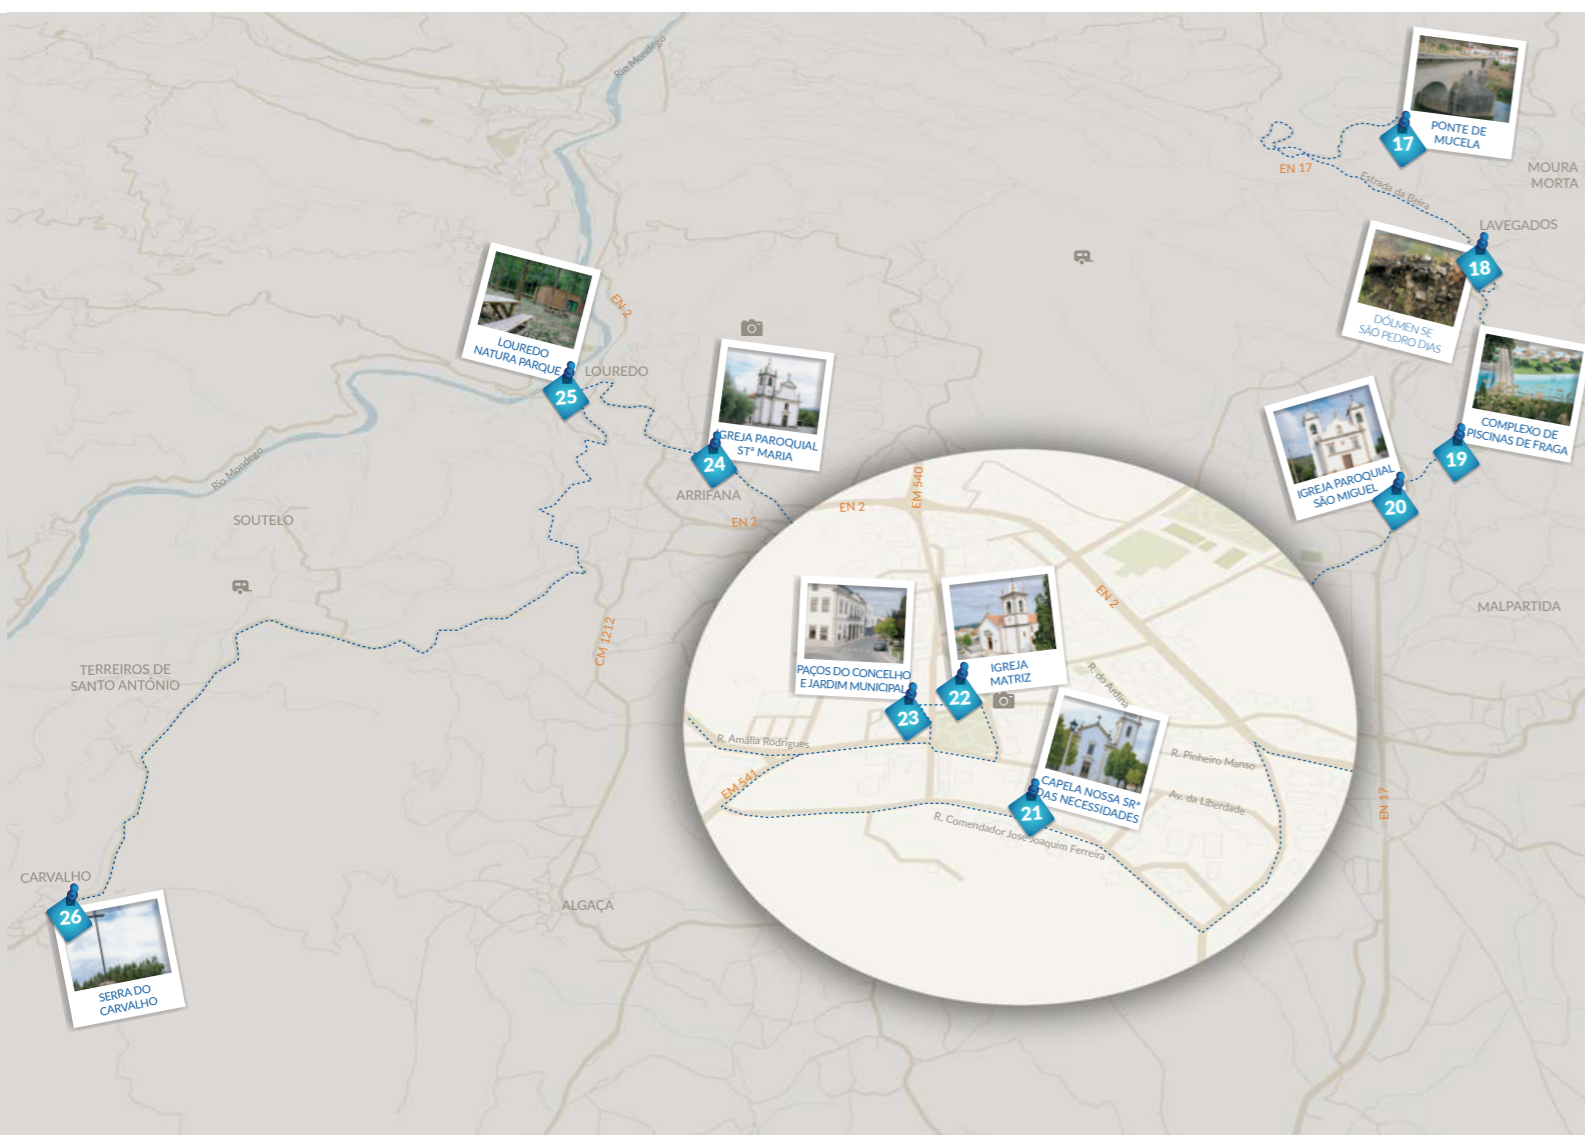 Rio Mondego
17
PONTE DE
MUCELA
MOURA
MORTA
EN 17
Estrada da Beira
LAVEGADOS
18
DÓLMEN SE
SÃO PEDRO DIAS
EN 2
LOUREDO
NATURA PARQUE
LOUREDO
25
IGREJA PAROQUIAL
STª MARIA
24
ARRIFANA
EN 2
COMPLEXO DE
PISCINAS DE FRAGA
19
IGREJA PAROQUIAL
SÃO MIGUEL
20
Rio Mondego
SOUTELO
EN 2
EM 540
EN 2
MALPARTIDA
CM 1212
TERREIROS DE
SANTO ANTÓNIO
PAÇOS DO CONCELHO
E JARDIM MUNICIPAL
23
IGREJA
MATRIZ
22
R. do Ardina
R. Amália Rodrigues
EM 541
CAPELA NOSSA SRª
DAS NECESSIDADES
21
R. Pinheiro Manso
Av. da Liberdade
R. Comendador José Joaquim Ferreira
EN 17
CARVALHO
26
SERRA DO
CARVALHO
ALGAÇA